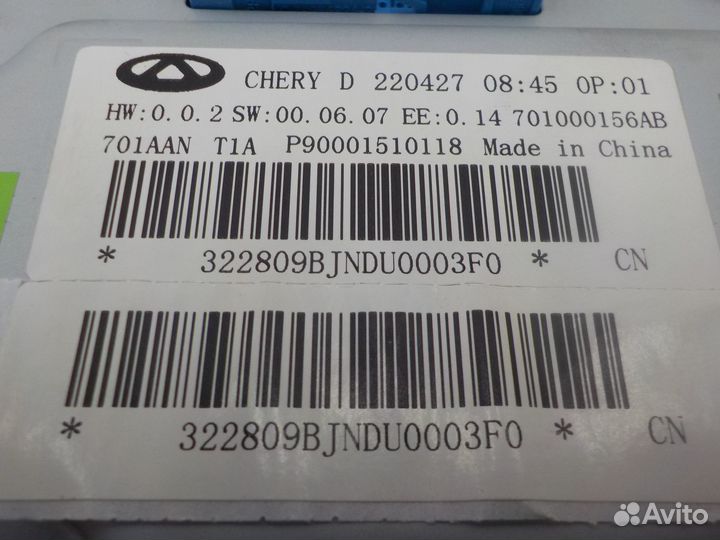 CHERY D 220427 08:45 OP:01
HW:0.0.2 SW:00.06.07 EE:0.14 701000156AB
701AAN T1A P90001510118 Made in China
* 322809BJNDU0003F0 * CN
* 322809BJNDU0003F0 * CN
Avito